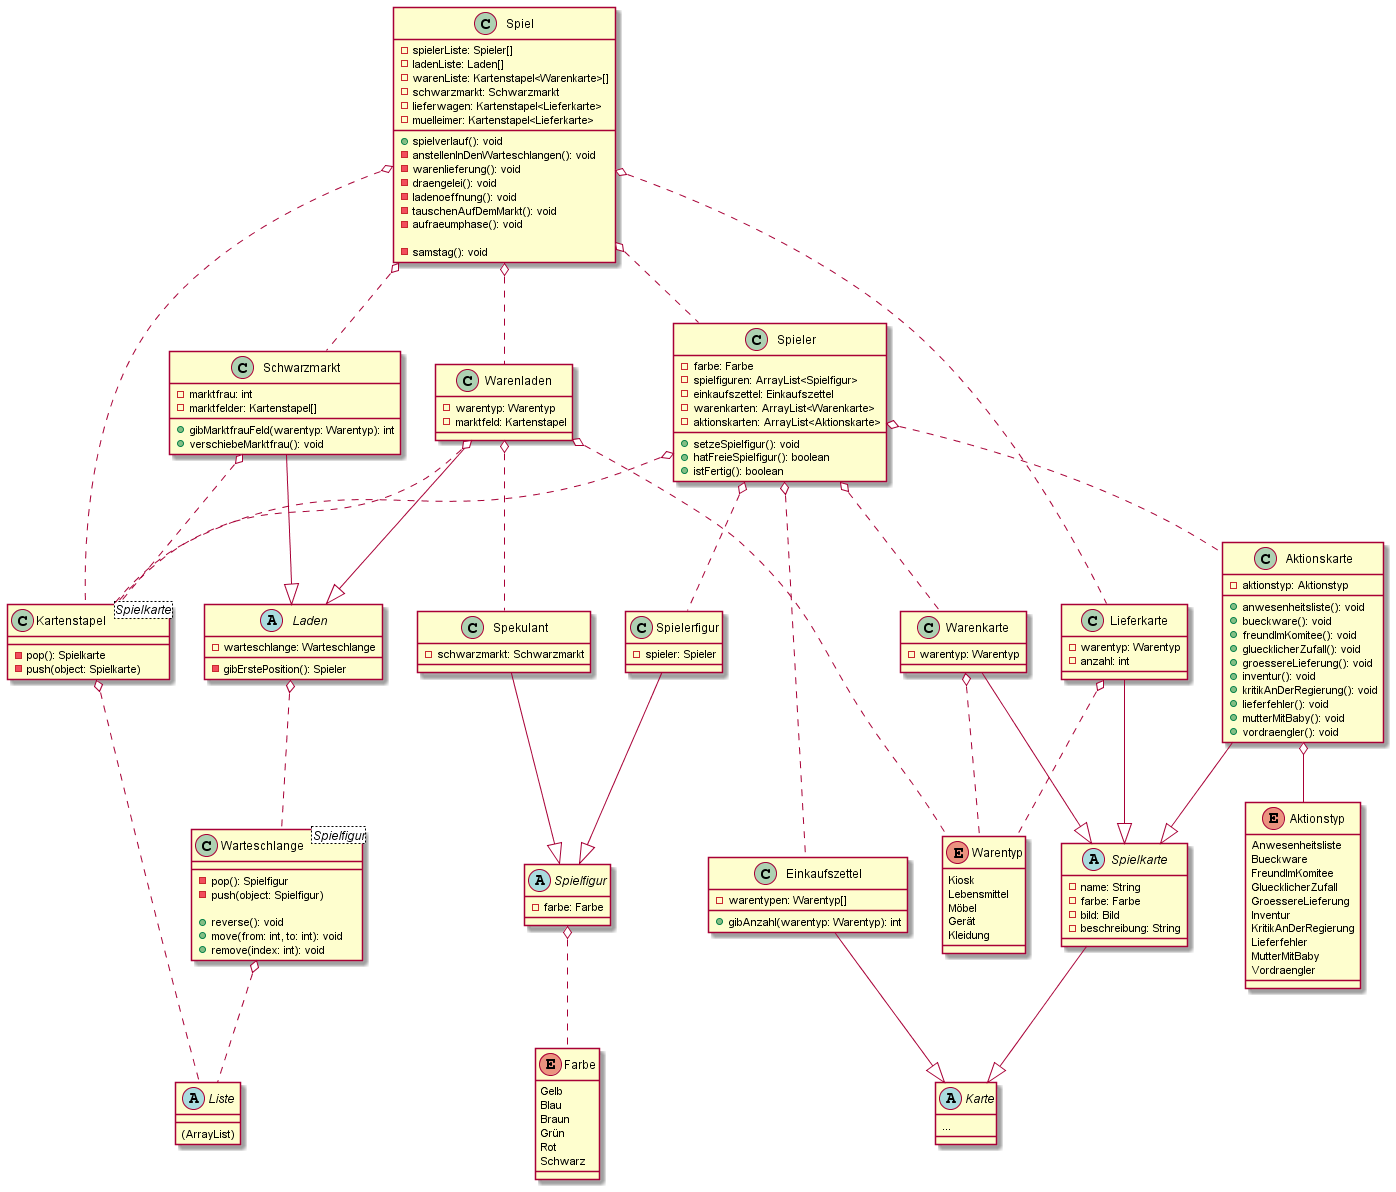 C Spiel
spielerListe: Spieler[]
ladenListe: Laden[]
warenListe: Kartenstapel<Warenkarte>[]
schwarzmarkt: Schwarzmarkt
lieferwagen: Kartenstapel<Lieferkarte>
muelleimer: Kartenstapel<Lieferkarte>
spielverlauf(): void
anstellenInDenWarteschlangen(): void
warenlieferung(): void
draengelei(): void
ladenoeffnung(): void
tauschenAufDemMarkt(): void
aufraeumphase(): void
samstag(): void
C Schwarzmarkt
marktfrau: int
marktfelder: Kartenstapel[]
gibMarktfrauFeld(warentyp: Warentyp): int
verschiebeMarktfrau(): void
C Warenladen
warentyp: Warentyp
marktfeld: Kartenstapel
C Spieler
farbe: Farbe
spielfiguren: ArrayList<Spielfigur>
einkaufszettel: Einkaufszettel
warenkarten: ArrayList<Warenkarte>
aktionskarten: ArrayList<Aktionskarte>
setzeSpielfigur(): void
hatFreieSpielfigur(): boolean
istFertig(): boolean
C Kartenstapel
Spielkarte
pop(): Spielkarte
push(object: Spielkarte)
A Laden
warteschlange: Warteschlange
gibErstePosition(): Spieler
C Spekulant
schwarzmarkt: Schwarzmarkt
C Spielerfigur
spieler: Spieler
C Warenkarte
warentyp: Warentyp
C Lieferkarte
warentyp: Warentyp
anzahl: int
C Aktionskarte
aktionstyp: Aktionstyp
anwesenheitsliste(): void
bueckware(): void
freundImKomitee(): void
gluecklicherZufall(): void
groessereLieferung(): void
inventur(): void
kritikAnDerRegierung(): void
lieferfehler(): void
mutterMitBaby(): void
vordraengler(): void
C Warteschlange
Spielfigur
pop(): Spielfigur
push(object: Spielfigur)
reverse(): void
move(from: int, to: int): void
remove(index: int): void
A Spielfigur
farbe: Farbe
C Einkaufszettel
warentypen: Warentyp[]
gibAnzahl(warentyp: Warentyp): int
E Warentyp
Kiosk
Lebensmittel
Möbel
Gerät
Kleidung
A Spielkarte
name: String
farbe: Farbe
bild: Bild
beschreibung: String
E Aktionstyp
Anwesenheitsliste
Bueckware
FreundImKomitee
GluecklicherZufall
GroessereLieferung
Inventur
KritikAnDerRegierung
Lieferfehler
MutterMitBaby
Vordraengler
A Liste
(ArrayList)
E Farbe
Gelb
Blau
Braun
Grün
Rot
Schwarz
A Karte
...